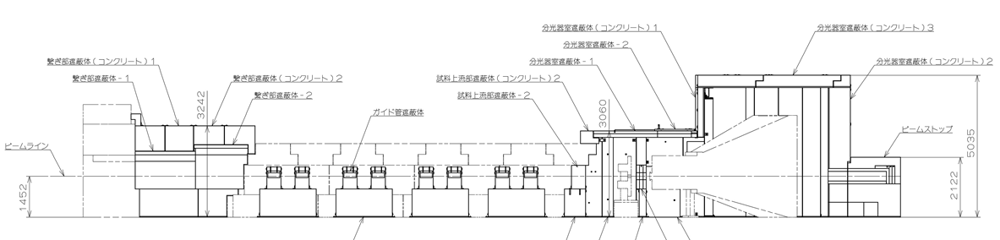 分光器室遮蔽体(コンクリート)1
分光器室遮蔽体(コンクリート)3
分光器室遮蔽体-2
繋ぎ部遮蔽体(コンクリート)1
分光器室遮蔽体-1
分光器室遮蔽体(コンクリート)2
繋ぎ部遮蔽体-1
繋ぎ部遮蔽体(コンクリート)2
試料上流部遮蔽体(コンクリート)2
繋ぎ部遮蔽体-2
試料上流部遮蔽体-2
ガイド管遮蔽体
3242
3060
ビームストップ
5035
ビームライン
1452
2122